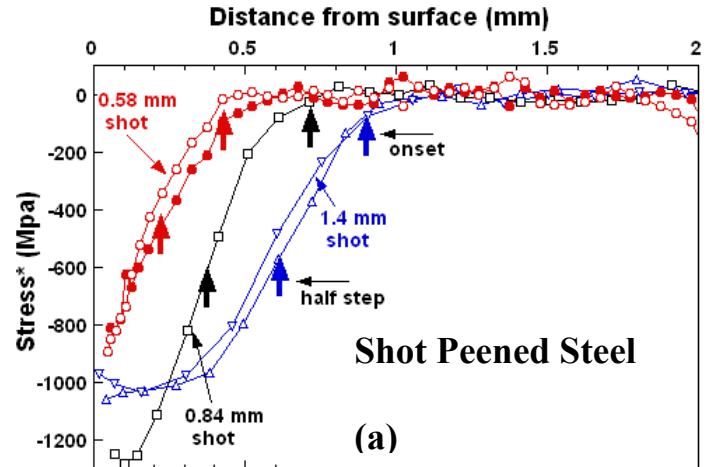 Distance from surface (mm)
0 0.5 1 1.5 2
0
-200
-400
-600
-800
-1000
-1200
Stress* (Mpa)
0.58 mm
shot
onset
1.4 mm
shot
half step
0.84 mm
shot
Shot Peened Steel
(a)